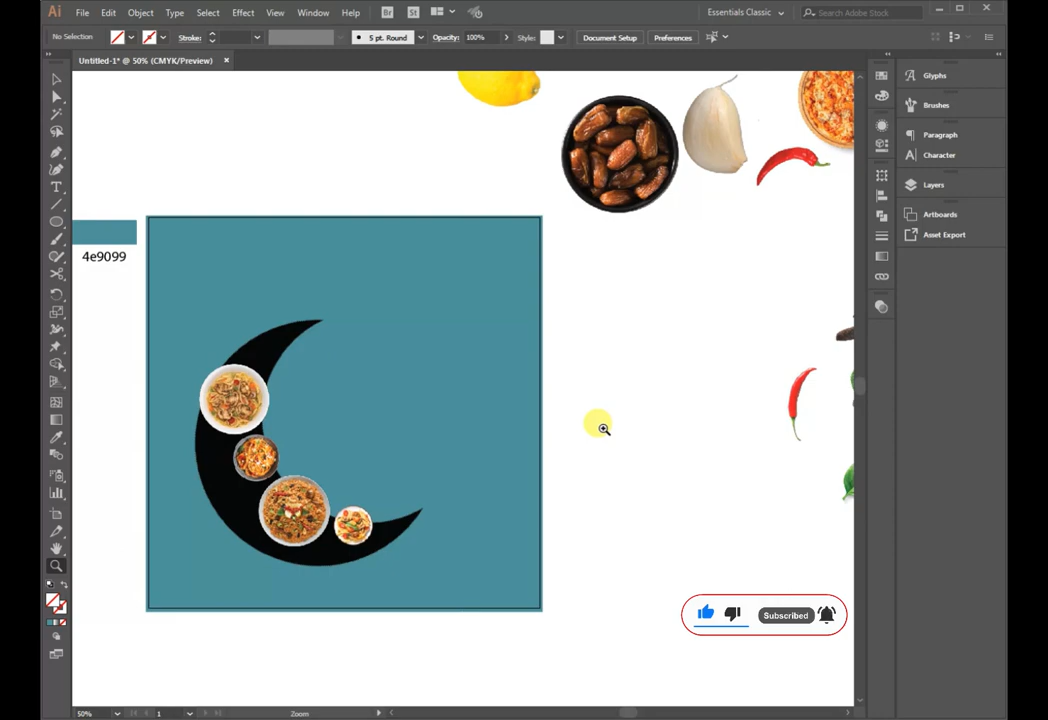 Ai File Edit Object Type Select Effect View Window Help Br St Essentials Classic Search Adobe Stock
No Selection Stroke: 5 pt. Round Opacity: 100% Style: Document Setup Preferences
Untitled-1* @ 50% (CMYK/Preview)
Glyphs
Brushes
Paragraph
Character
Layers
Artboards
Asset Export
4e9099
Subscribed
50% 1 Zoom